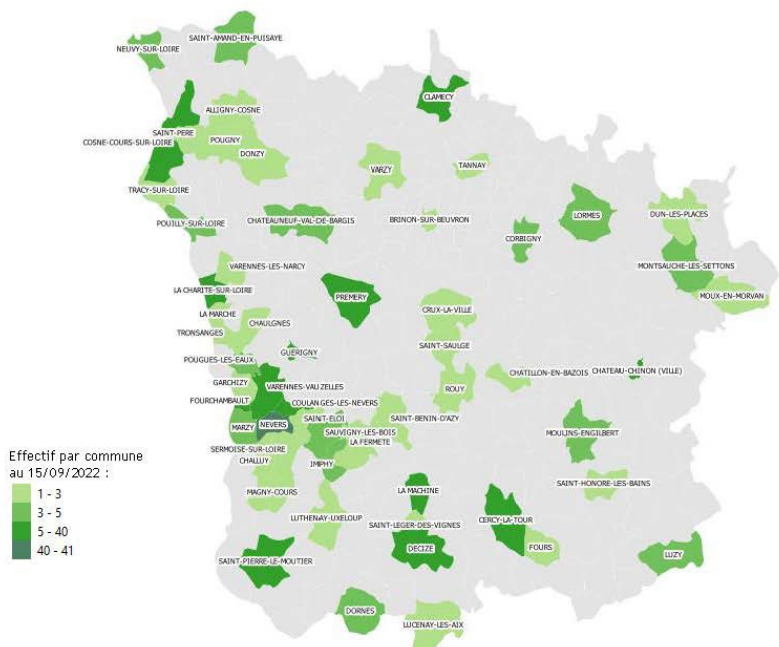 SAINT-AMAND-EN-PUISAYE
NEUVY-SUR-LOIRE
CLAMECY
ALLIGNY-COSNE
SAINT-PERE
COSNE-COURS-SUR-LOIRE
POUGNY
DONZY
VARZY
TANNAY
TRACY-SUR-LOIRE
POUILLY-SUR-LOIRE
CHATEAUNEUF-VAL-DE-BARGIS
BRINON-SUR-BEUVRON
LORMES
DUN-LES-PLACES
CORBIGNY
MONTSAUCHE-LES-SETTONS
VARENNES-LES-NARCY
LA CHARITE-SUR-LOIRE
PREMERY
MOUX-EN-MORVAN
LA MARCHE
CRUX-LA-VILLE
CHAULGNES
TRONSANGES
SAINT-SAULGE
GUERIGNY
POUGUES-LES-EAUX
CHATILLON-EN-BAZOIS
CHATEAU-CHINON (VILLE)
GARCHIZY
VARENNES-VAUZELLES
ROUY
FOURCHAMBAULT
COULANGES-LES-NEVERS
SAINT-ELOI
SAINT-BENIN-D'AZY
MARZY
NEVERS
SAUVIGNY-LES-BOIS
MOULINS-ENGILBERT
LA FERMETE
SERMOISE-SUR-LOIRE
CHALLUY
IMPHY
SAINT-HONORE-LES-BAINS
MAGNY-COURS
LA MACHINE
LUTHENAY-UXELOUP
SAINT-LEGER-DES-VIGNES
CERCY-LA-TOUR
DECIZE
FOURS
LUZY
SAINT-PIERRE-LE-MOUTIER
DORNES
LUCENAY-LES-AIX
Effectif par commune
au 15/09/2022 :
1 - 3
3 - 5
5 - 40
40 - 41